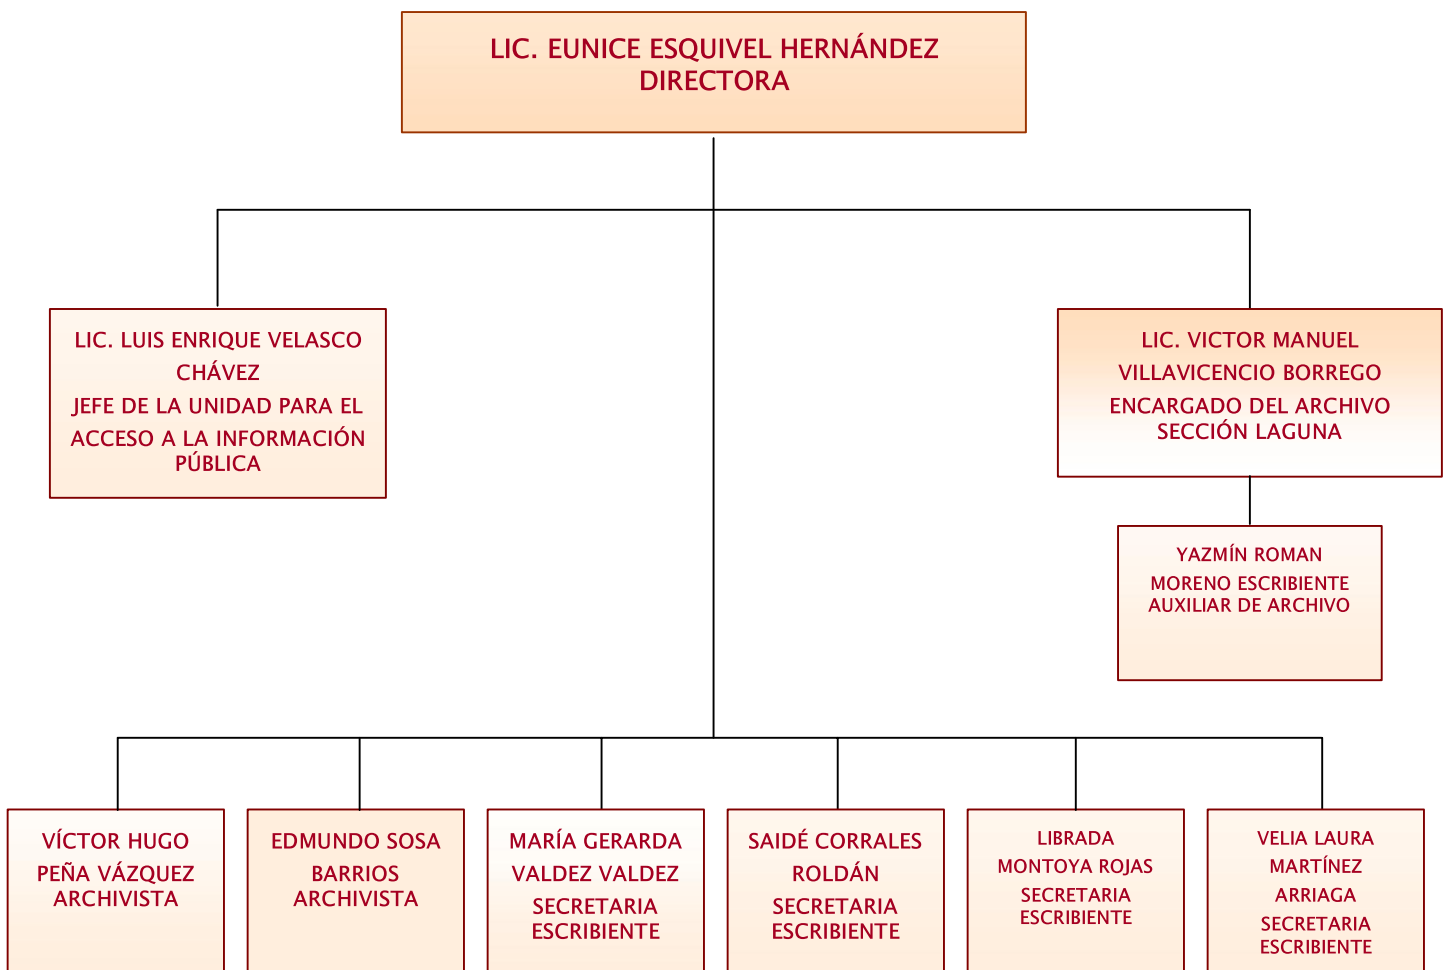 LIC. EUNICE ESQUIVEL HERNÁNDEZ
DIRECTORA
LIC. LUIS ENRIQUE VELASCO
CHÁVEZ
JEFE DE LA UNIDAD PARA EL
ACCESO A LA INFORMACIÓN
PÚBLICA
LIC. VICTOR MANUEL
VILLAVICENCIO BORREGO
ENCARGADO DEL ARCHIVO
SECCIÓN LAGUNA
YAZMÍN ROMAN
MORENO ESCRIBIENTE
AUXILIAR DE ARCHIVO
VÍCTOR HUGO
PEÑA VÁZQUEZ
ARCHIVISTA
EDMUNDO SOSA
BARRIOS
ARCHIVISTA
MARÍA GERARDA
VALDEZ VALDEZ
SECRETARIA
ESCRIBIENTE
SAIDÉ CORRALES
ROLDÁN
SECRETARIA
ESCRIBIENTE
LIBRADA
MONTOYA ROJAS
SECRETARIA
ESCRIBIENTE
VELIA LAURA
MARTÍNEZ
ARRIAGA
SECRETARIA
ESCRIBIENTE